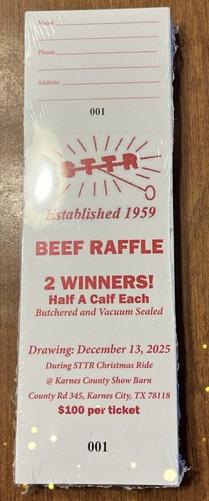 Name
Phone
Address
001
STTR
Established 1959
BEEF RAFFLE
2 WINNERS!
Half A Calf Each
Butchered and Vacuum Sealed
Drawing: December 13, 2025
During STTR Christmas Ride
@ Karnes County Show Barn
County Rd 345, Karnes City, TX 78118
$100 per ticket
001